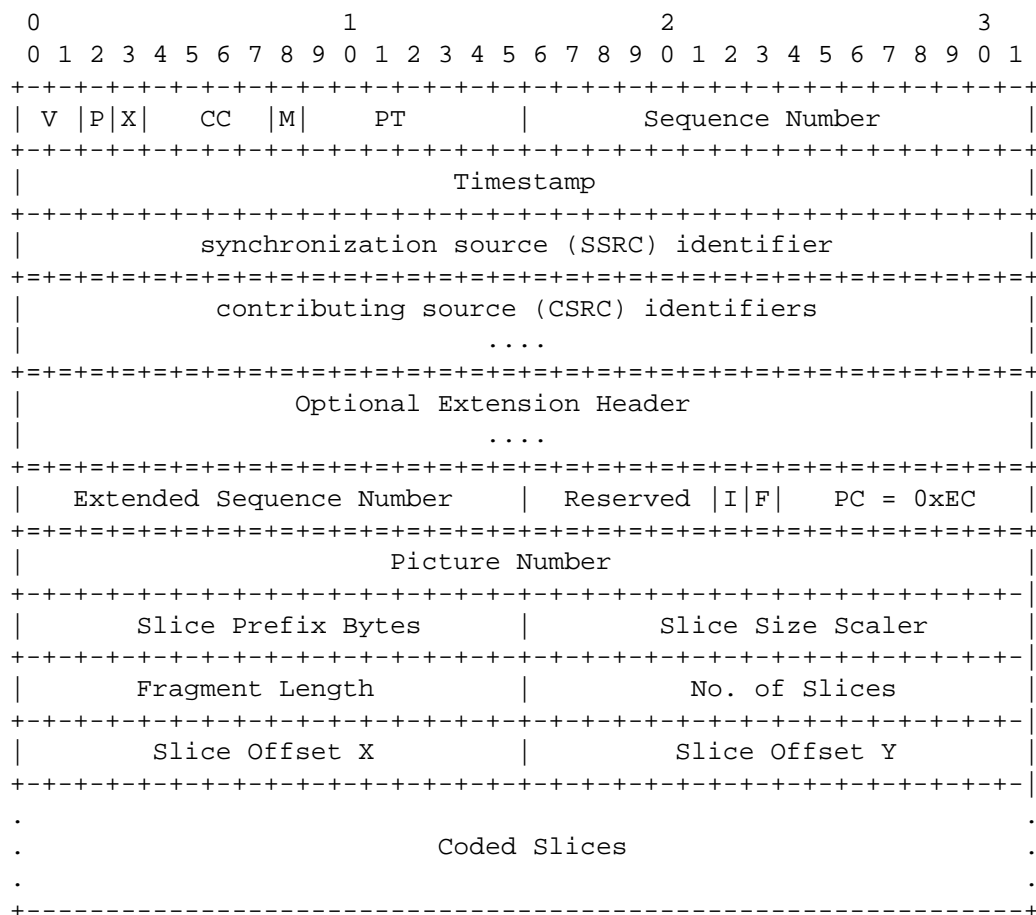 0                   1                   2                   3
 0 1 2 3 4 5 6 7 8 9 0 1 2 3 4 5 6 7 8 9 0 1 2 3 4 5 6 7 8 9 0 1
+-+-+-+-+-+-+-+-+-+-+-+-+-+-+-+-+-+-+-+-+-+-+-+-+-+-+-+-+-+-+-+-+
| V |P|X|   CC  |M|    PT       |       Sequence Number         |
+-+-+-+-+-+-+-+-+-+-+-+-+-+-+-+-+-+-+-+-+-+-+-+-+-+-+-+-+-+-+-+-+
|                           Timestamp                           |
+-+-+-+-+-+-+-+-+-+-+-+-+-+-+-+-+-+-+-+-+-+-+-+-+-+-+-+-+-+-+-+-+
|           synchronization source (SSRC) identifier            |
+=+=+=+=+=+=+=+=+=+=+=+=+=+=+=+=+=+=+=+=+=+=+=+=+=+=+=+=+=+=+=+=+
|            contributing source (CSRC) identifiers             |
|                             ....                              |
+=+=+=+=+=+=+=+=+=+=+=+=+=+=+=+=+=+=+=+=+=+=+=+=+=+=+=+=+=+=+=+=+
|                 Optional Extension Header                     |
|                             ....                              |
+=+=+=+=+=+=+=+=+=+=+=+=+=+=+=+=+=+=+=+=+=+=+=+=+=+=+=+=+=+=+=+=+
|   Extended Sequence Number    |  Reserved |I|F|   PC = 0xEC   |
+=+=+=+=+=+=+=+=+=+=+=+=+=+=+=+=+=+=+=+=+=+=+=+=+=+=+=+=+=+=+=+=+
|                       Picture Number                          |
+-+-+-+-+-+-+-+-+-+-+-+-+-+-+-+-+-+-+-+-+-+-+-+-+-+-+-+-+-+-+-+-|
|       Slice Prefix Bytes      |        Slice Size Scaler      |
+-+-+-+-+-+-+-+-+-+-+-+-+-+-+-+-+-+-+-+-+-+-+-+-+-+-+-+-+-+-+-+-|
|       Fragment Length         |          No. of Slices        |
+-+-+-+-+-+-+-+-+-+-+-+-+-+-+-+-+-+-+-+-+-+-+-+-+-+-+-+-+-+-+-+-|
|        Slice Offset X         |         Slice Offset Y        |
+-+-+-+-+-+-+-+-+-+-+-+-+-+-+-+-+-+-+-+-+-+-+-+-+-+-+-+-+-+-+-+-|
.                                                               .
.                          Coded Slices                         .
.                                                               .
+---------------------------------------------------------------+